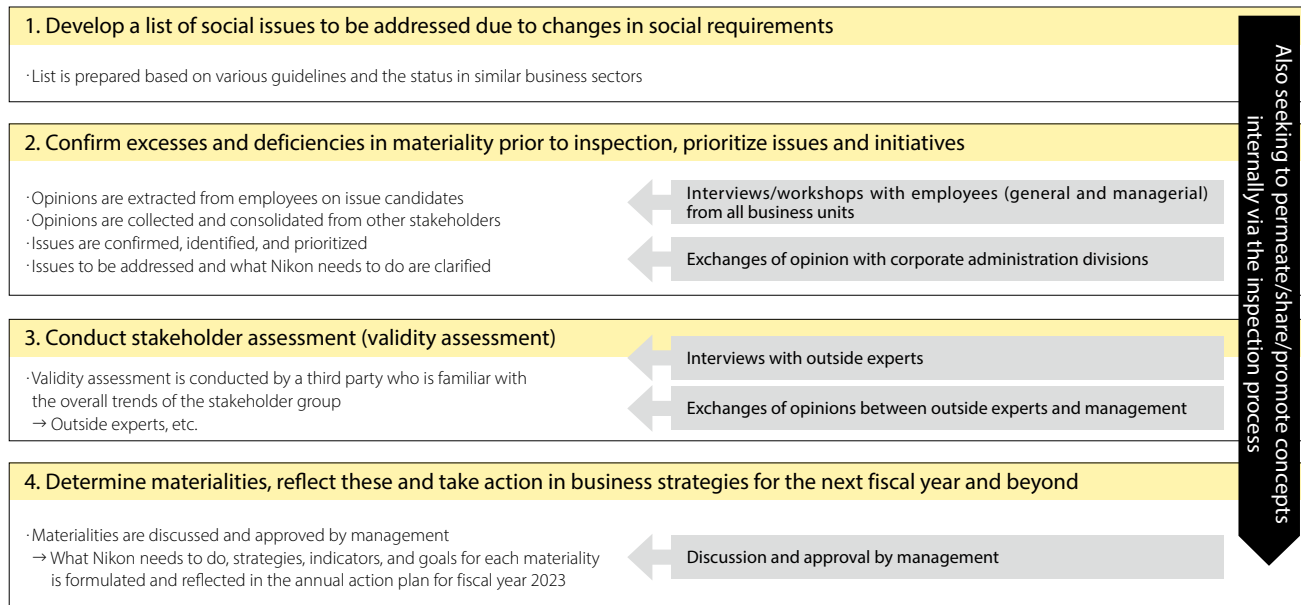 1. Develop a list of social issues to be addressed due to changes in social requirements
·List is prepared based on various guidelines and the status in similar business sectors
2. Confirm excesses and deficiencies in materiality prior to inspection, prioritize issues and initiatives
·Opinions are extracted from employees on issue candidates
·Opinions are collected and consolidated from other stakeholders
·Issues are confirmed, identified, and prioritized
·Issues to be addressed and what Nikon needs to do are clarified
Interviews/workshops with employees (general and managerial)
from all business units
Exchanges of opinion with corporate administration divisions
3. Conduct stakeholder assessment (validity assessment)
·Validity assessment is conducted by a third party who is familiar with
the overall trends of the stakeholder group
→ Outside experts, etc.
Interviews with outside experts
Exchanges of opinions between outside experts and management
4. Determine materialities, reflect these and take action in business strategies for the next fiscal year and beyond
·Materialities are discussed and approved by management
→ What Nikon needs to do, strategies, indicators, and goals for each materiality
is formulated and reflected in the annual action plan for fiscal year 2023
Discussion and approval by management
Also seeking to permeate/share/promote concepts
internally via the inspection process